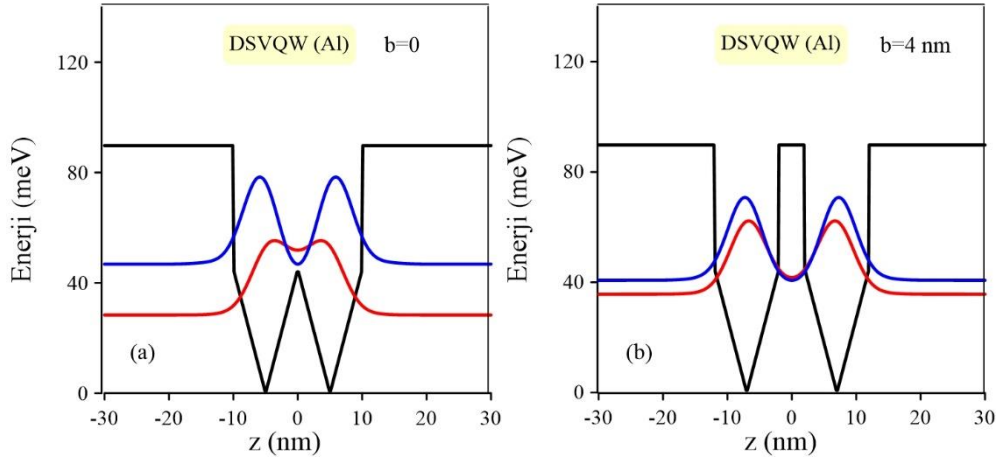 DSVQW (Al) b=0
120
80
40
0
Enerji (meV)
(a)
-30 -20 -10 0 10 20 30
z (nm)
DSVQW (Al) b=4 nm
120
80
40
0
Enerji (meV)
(b)
-30 -20 -10 0 10 20 30
z (nm)